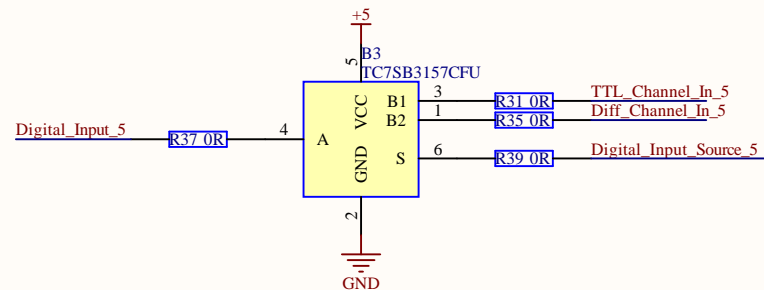 +5
B3
TC7SB3157CFU
5
VCC
3
B1
R31 0R
TTL_Channel_In_5
1
B2
R35 0R
Diff_Channel_In_5
Digital_Input_5
R37 0R
4
A
GND
S
6
R39 0R
Digital_Input_Source_5
2
GND